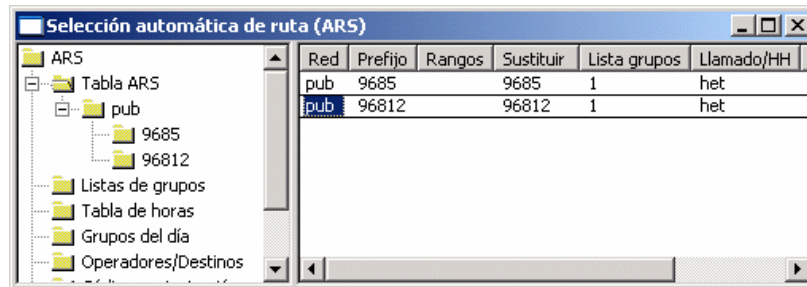 Selección automática de ruta (ARS)
ARS
Tabla ARS
pub
9685
96812
Listas de grupos
Tabla de horas
Grupos del día
Operadores/Destinos
Red Prefijo Rangos Sustituir Lista grupos Llamado/HH
pub 9685 9685 1 het
pub 96812 96812 1 het